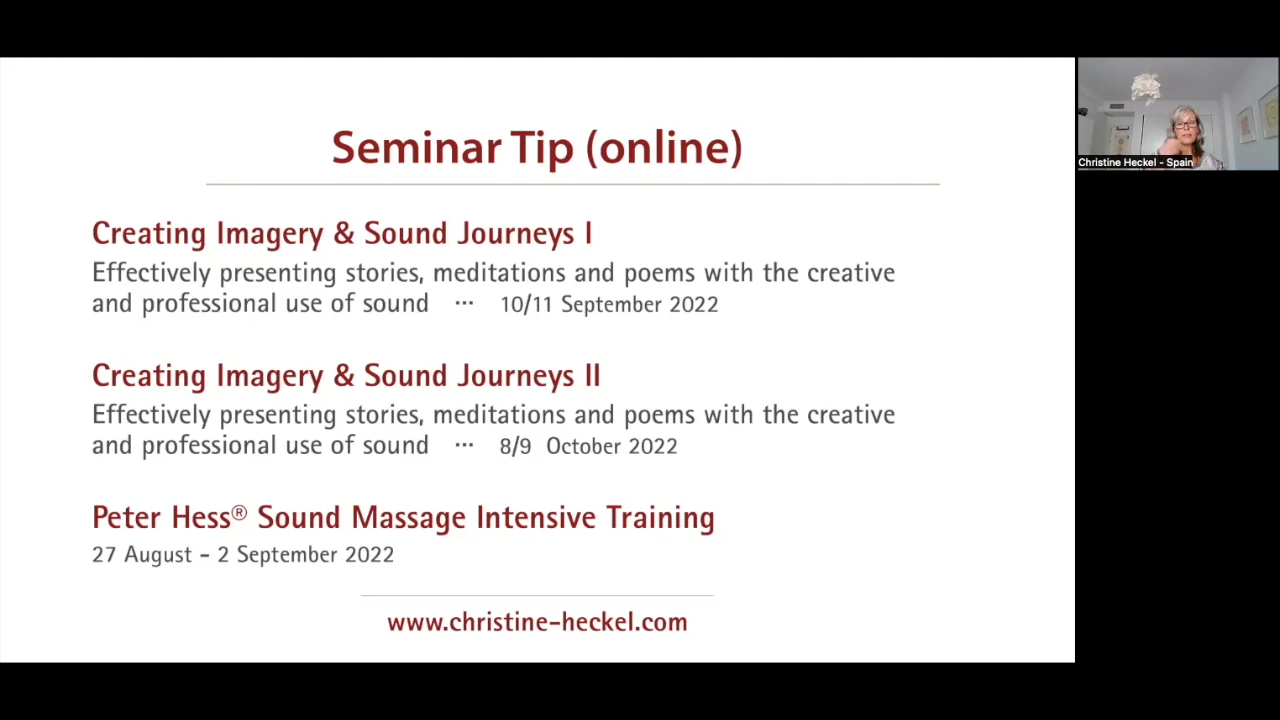 Seminar Tip (online)
Creating Imagery & Sound Journeys I
Effectively presenting stories, meditations and poems with the creative
and professional use of sound ··· 10/11 September 2022
Creating Imagery & Sound Journeys II
Effectively presenting stories, meditations and poems with the creative
and professional use of sound ··· 8/9 October 2022
Peter Hess® Sound Massage Intensive Training
27 August – 2 September 2022
www.christine-heckel.com
Christine Heckel - Spain